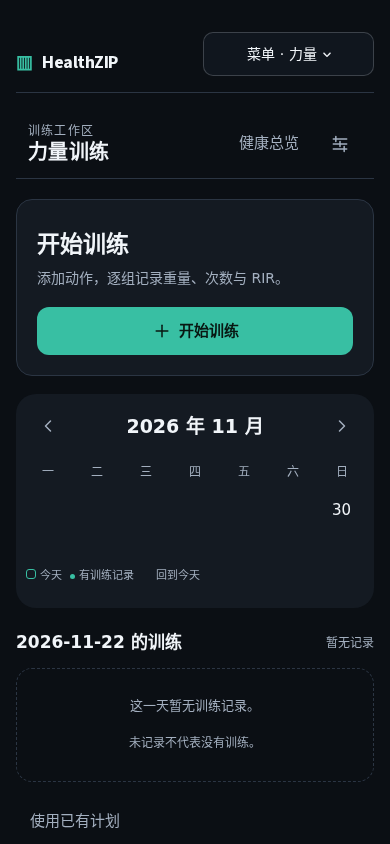 HealthZIP
菜单 · 力量
训练工作区
力量训练
健康总览
开始训练
添加动作，逐组记录重量、次数与 RIR。
开始训练
2026 年 11 月
一 二 三 四 五 六 日
30
今天 有训练记录 回到今天
2026-11-22 的训练
暂无记录
这一天暂无训练记录。
未记录不代表没有训练。
使用已有计划